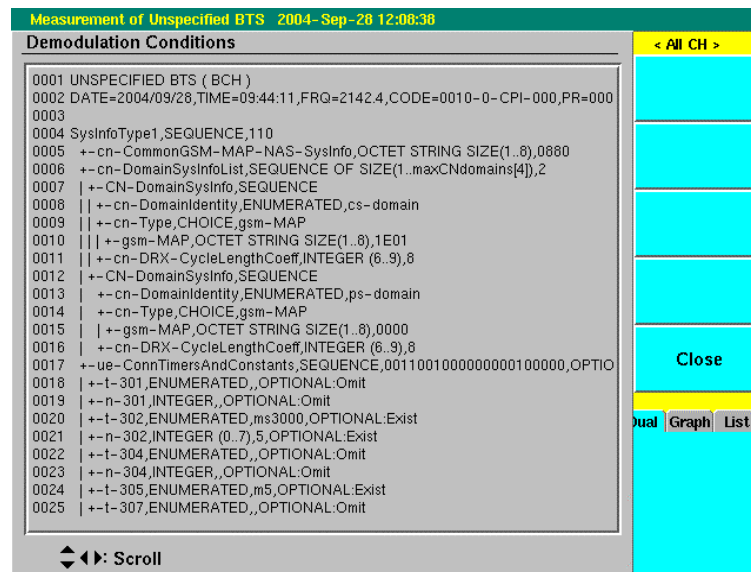 Measurement of Unspecified BTS 2004-Sep-28 12:08:38
Demodulation Conditions
< All CH >
0001 UNSPECIFIED BTS ( BCH )
0002 DATE=2004/09/28,TIME=09:44:11,FRQ=2142.4,CODE=0010-0-CPI-000,PR=000
0003
0004 SysInfoType1,SEQUENCE,110
0005 +-cn-CommonGSM-MAP-NAS-SysInfo,OCTET STRING SIZE(1..8),0880
0006 +-cn-DomainSysInfoList,SEQUENCE OF SIZE(1..maxCNdomains[4]),2
0007 | +-CN-DomainSysInfo,SEQUENCE
0008 || +-cn-DomainIdentity,ENUMERATED,cs-domain
0009 || +-cn-Type,CHOICE,gsm-MAP
0010 ||| +-gsm-MAP,OCTET STRING SIZE(1..8),1E01
0011 || +-cn-DRX-CycleLengthCoeff,INTEGER (6..9),8
0012 | +-CN-DomainSysInfo,SEQUENCE
0013 | +-cn-DomainIdentity,ENUMERATED,ps-domain
0014 | +-cn-Type,CHOICE,gsm-MAP
0015 | | +-gsm-MAP,OCTET STRING SIZE(1..8),0000
0016 | +-cn-DRX-CycleLengthCoeff,INTEGER (6..9),8
0017 +-ue-ConnTimersAndConstants,SEQUENCE,0011001000000000100000,OPTIO
0018 | +-t-301,ENUMERATED,,OPTIONAL:Omit
0019 | +-n-301,INTEGER,,OPTIONAL:Omit
0020 | +-t-302,ENUMERATED,ms3000,OPTIONAL:Exist
0021 | +-n-302,INTEGER (0..7),5,OPTIONAL:Exist
0022 | +-t-304,ENUMERATED,,OPTIONAL:Omit
0023 | +-n-304,INTEGER,,OPTIONAL:Omit
0024 | +-t-305,ENUMERATED,m5,OPTIONAL:Exist
0025 | +-t-307,ENUMERATED,,OPTIONAL:Omit
Close
Dual Graph List
: Scroll